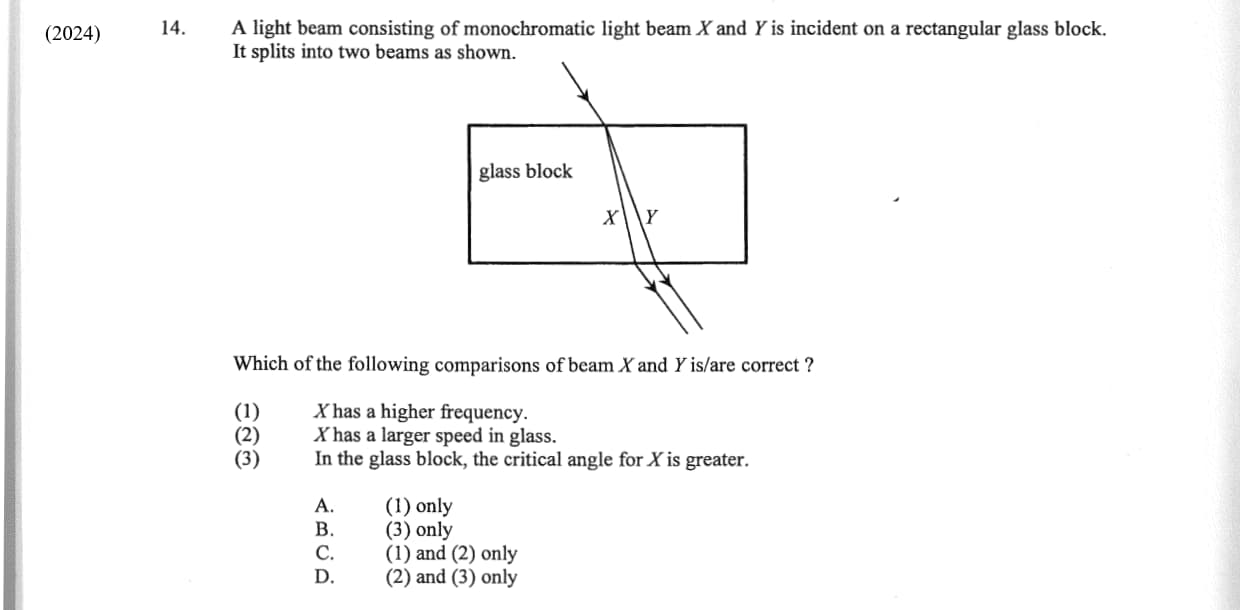 (2024) 14. A light beam consisting of monochromatic light beam X and Y is incident on a rectangular glass block.
It splits into two beams as shown.
glass block
X Y
Which of the following comparisons of beam X and Y is/are correct ?
(1) X has a higher frequency.
(2) X has a larger speed in glass.
(3) In the glass block, the critical angle for X is greater.
A. (1) only
B. (3) only
C. (1) and (2) only
D. (2) and (3) only